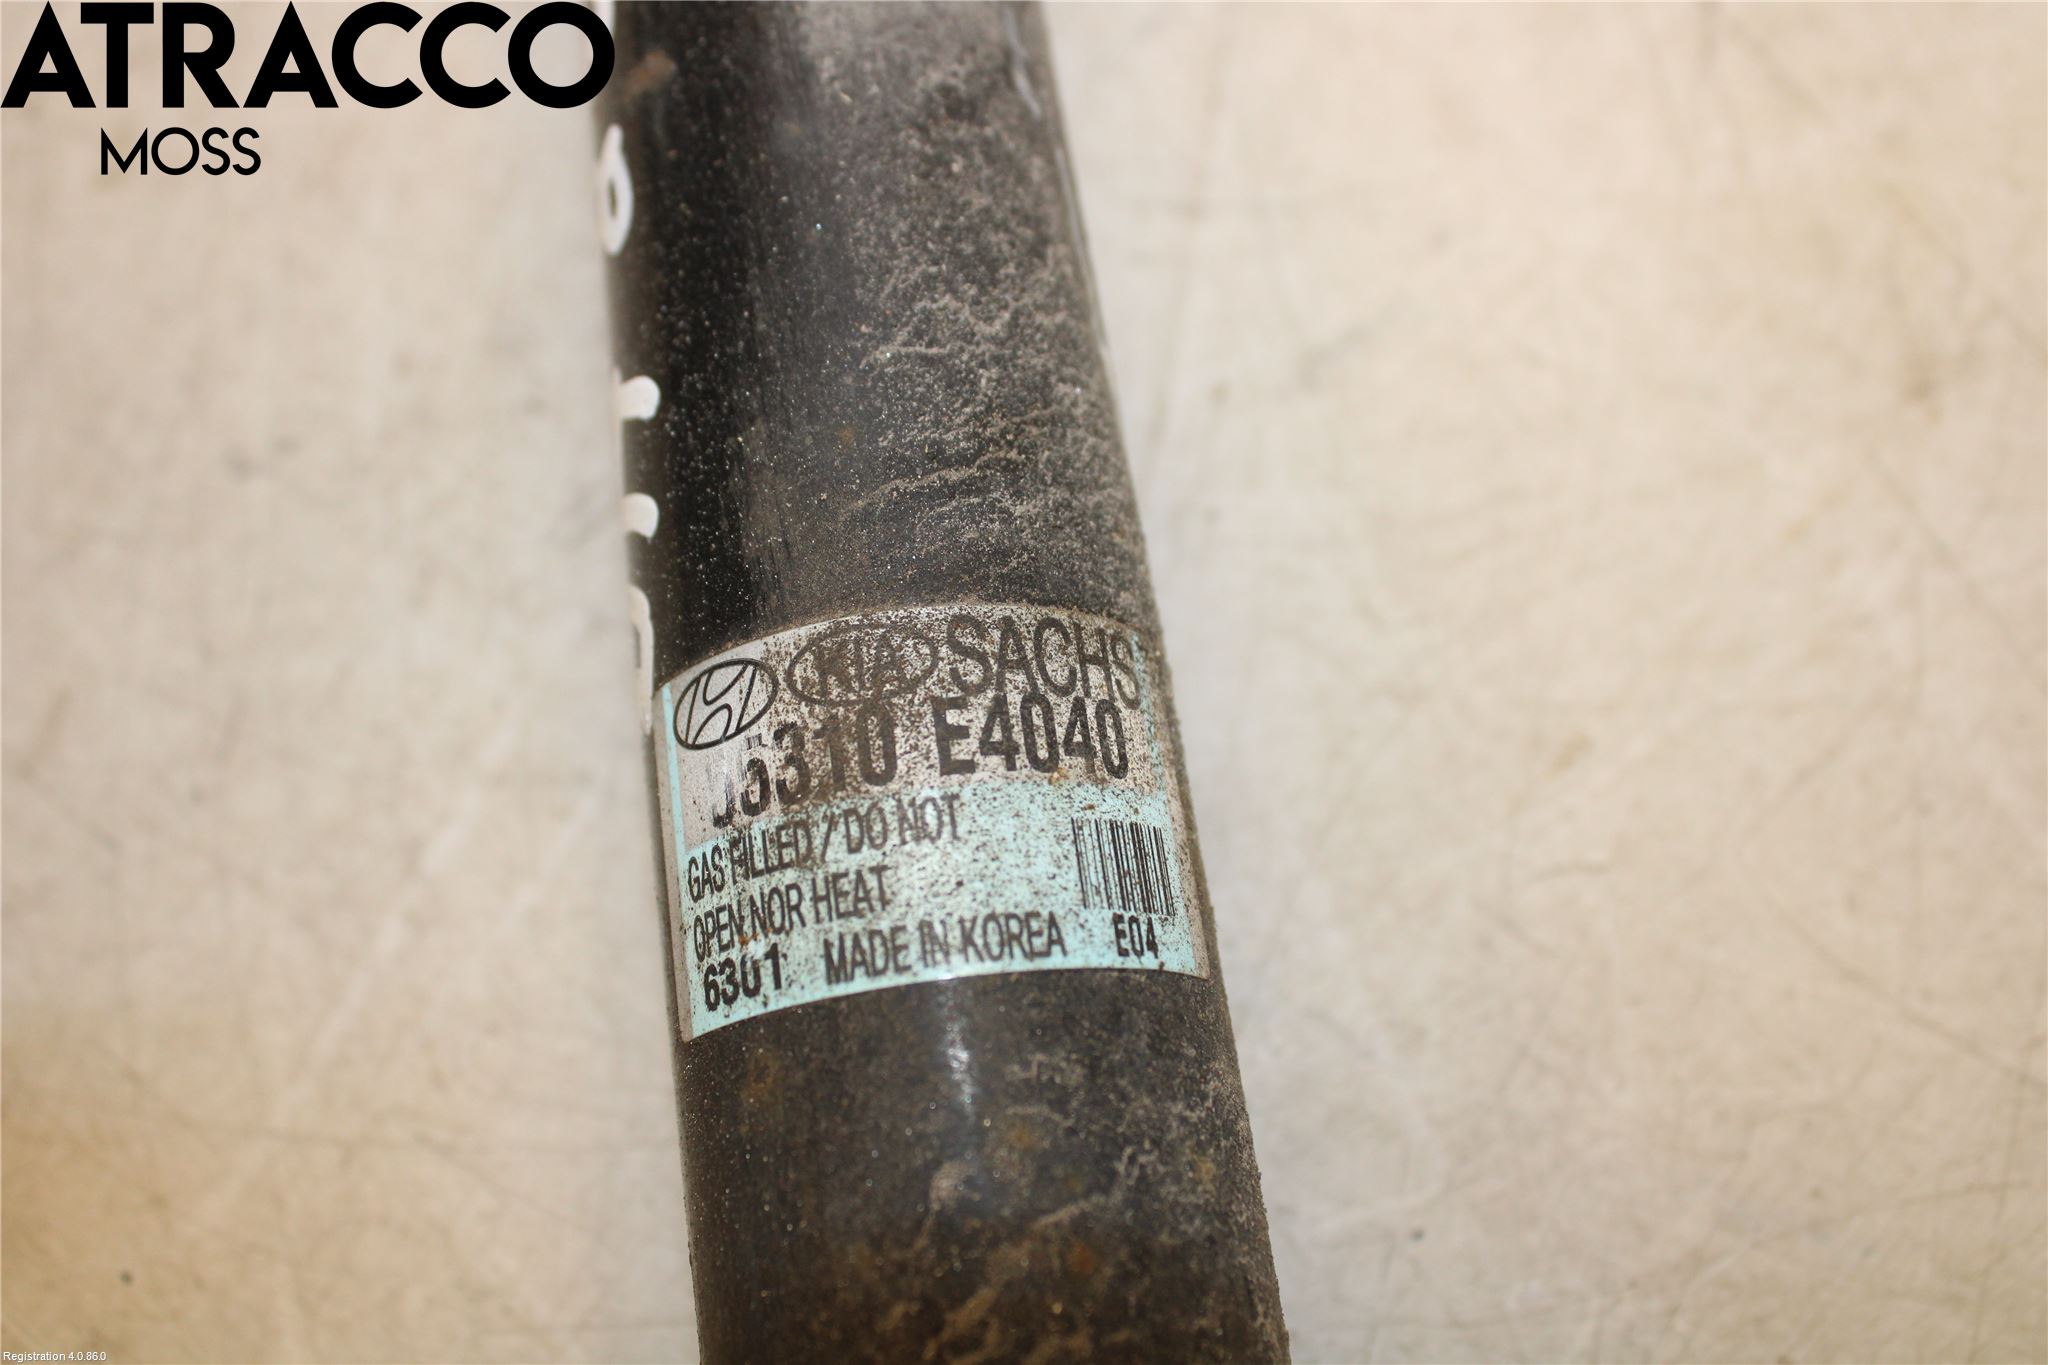 ATRACCO
MOSS
KIA SACHS
55310 E4040
GAS FILLED / DO NOT
OPEN NOR HEAT
6301 MADE IN KOREA E04
Registration 4.0.86.0